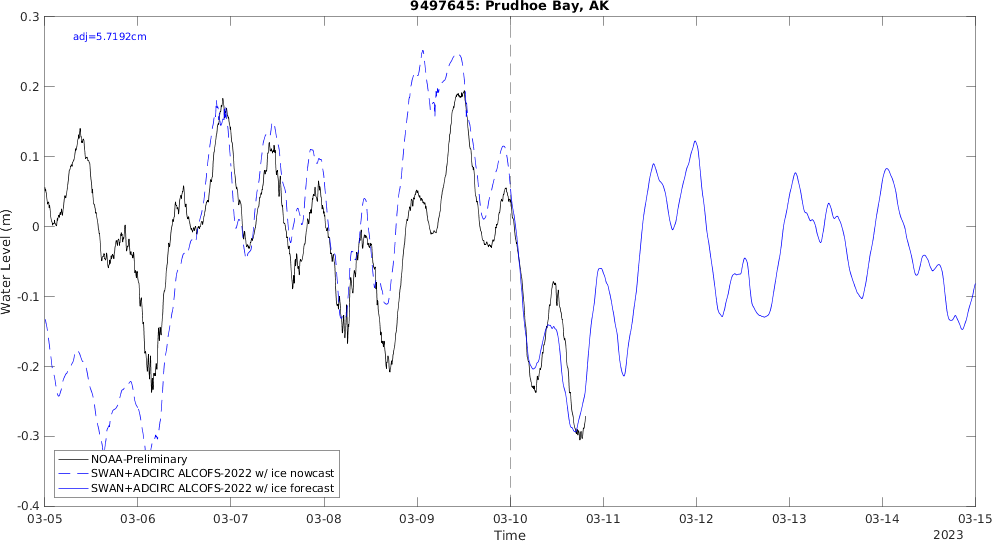 9497645: Prudhoe Bay, AK
adj=5.7192cm
0.3
0.2
0.1
0
-0.1
-0.2
-0.3
-0.4
Water Level (m)
NOAA-Preliminary
SWAN+ADCIRC ALCOFS-2022 w/ ice nowcast
SWAN+ADCIRC ALCOFS-2022 w/ ice forecast
03-05 03-06 03-07 03-08 03-09 03-10 03-11 03-12 03-13 03-14 03-15
Time
2023